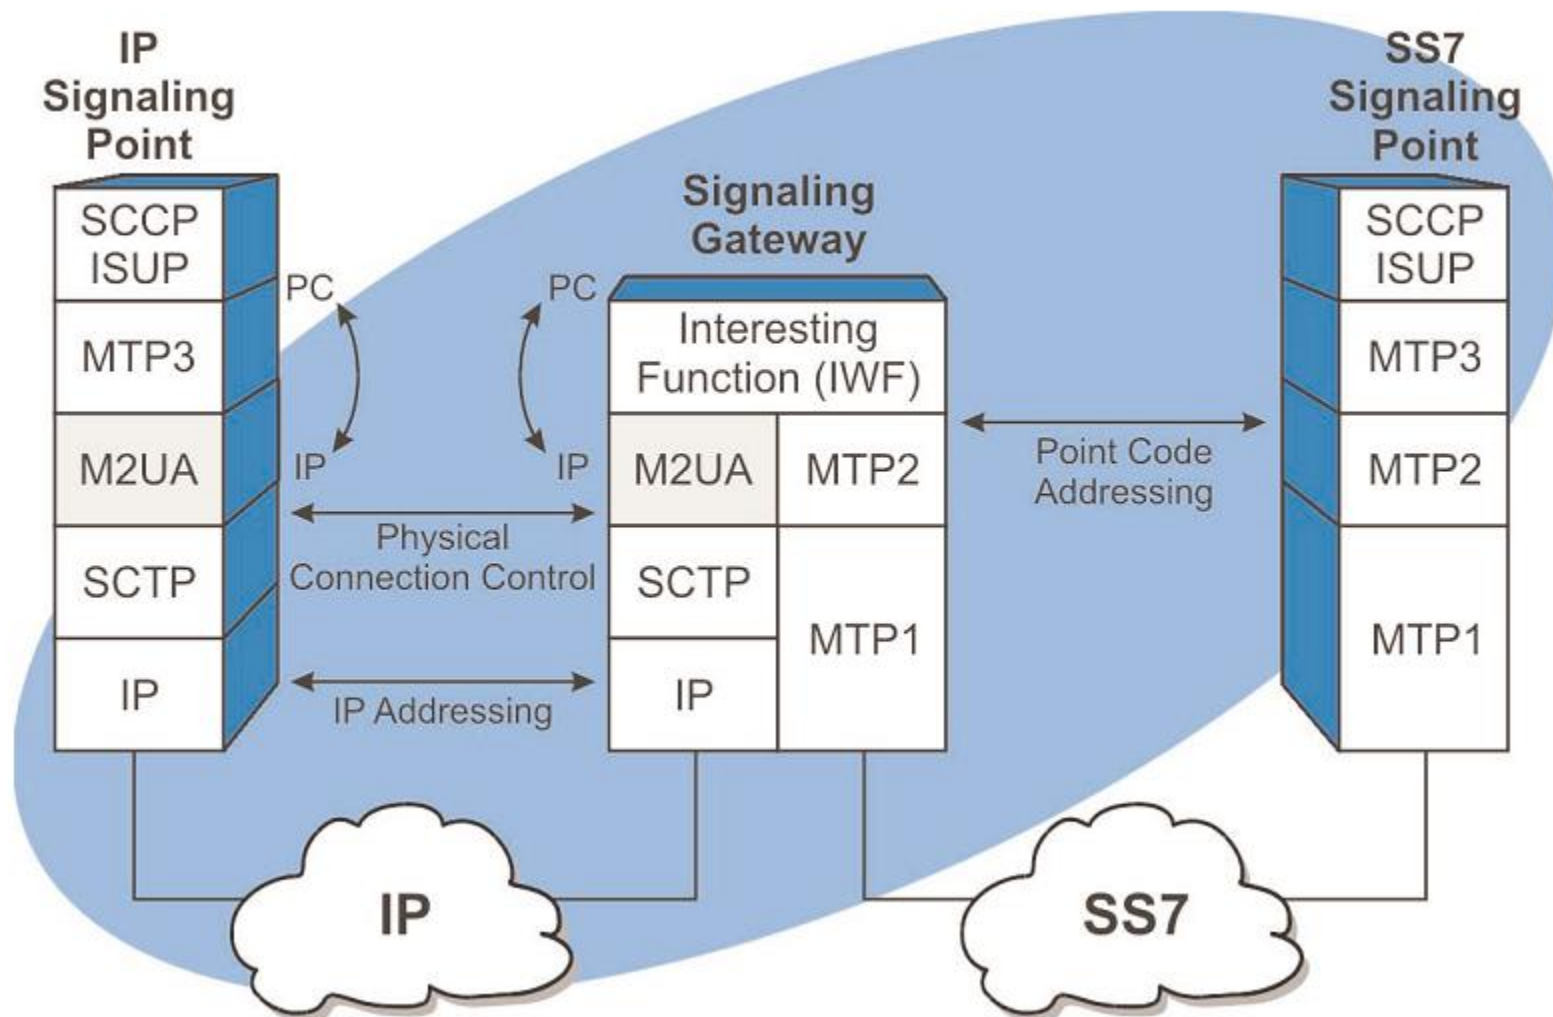 IP
Signaling
Point
SCCP
ISUP
MTP3
M2UA
SCTP
IP
PC
IP
PC
IP
Physical
Connection Control
IP Addressing
Signaling
Gateway
Interesting
Function (IWF)
M2UA
MTP2
SCTP
IP
MTP1
Point Code
Addressing
SS7
Signaling
Point
SCCP
ISUP
MTP3
MTP2
MTP1
IP
SS7